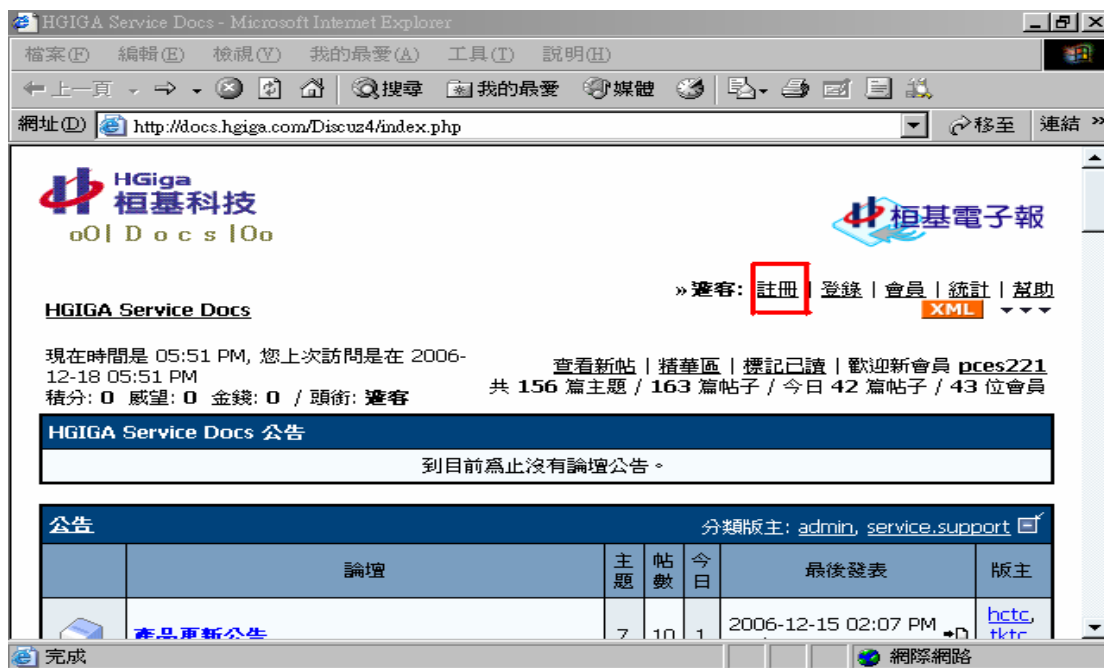 HGIGA Service Docs - Microsoft Internet Explorer
檔案(F) 編輯(E) 檢視(V) 我的最愛(A) 工具(T) 說明(H)
上一頁 搜尋 我的最愛 媒體
網址(D) http://docs.hgiga.com/Discuz4/index.php 移至 連結 »
HGiga
桓基科技
oO| D o c s |Oo
桓基電子報
» 遊客: 註冊 | 登錄 | 會員 | 統計 | 幫助
HGIGA Service Docs
XML
現在時間是 05:51 PM, 您上次訪問是在 2006-
12-18 05:51 PM
積分: 0 威望: 0 金錢: 0 / 頭銜: 遊客
查看新帖 | 精華區 | 標記已讀 | 歡迎新會員 pces221
共 156 篇主題 / 163 篇帖子 / 今日 42 篇帖子 / 43 位會員
HGIGA Service Docs 公告
到目前爲止沒有論壇公告。
公告 分類版主: admin, service.support
論壇 主題 帖數 今日 最後發表 版主
產品更新公告 7 10 1 2006-12-15 02:07 PM hctc,
tktc
完成 網際網路